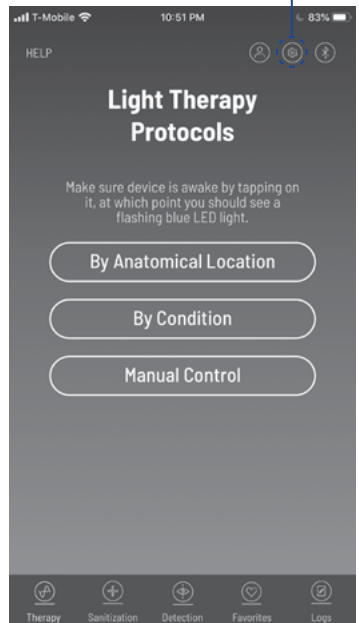 T-Mobile 10:51 PM 83%
HELP
Light Therapy
Protocols
Make sure device is awake by tapping on
it, at which point you should see a
flashing blue LED light.
By Anatomical Location
By Condition
Manual Control
Therapy Sanitization Detection Favorites Logs